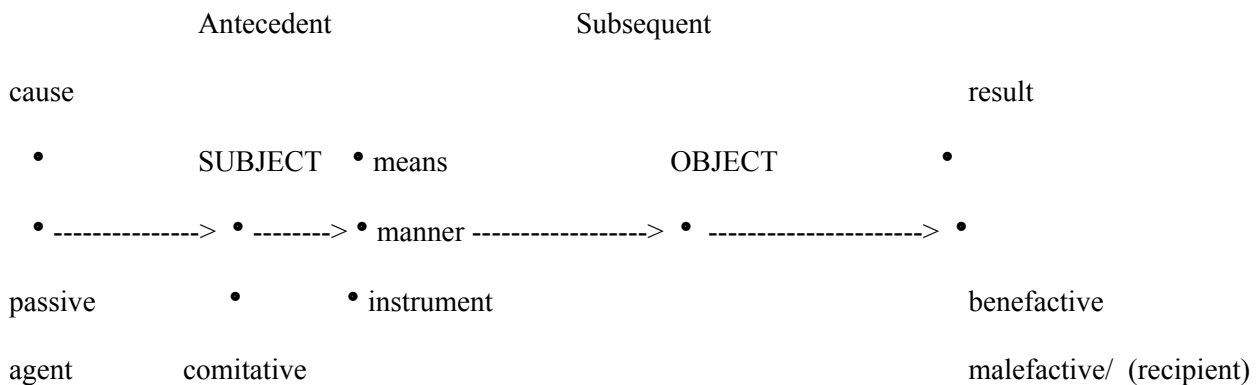 Antecedent Subsequent
cause result
• SUBJECT • means OBJECT •
• ---------------> • --------> • manner ------------------> • ----------------------> •
passive • • instrument benefactive
agent comitative malefactive/ (recipient)